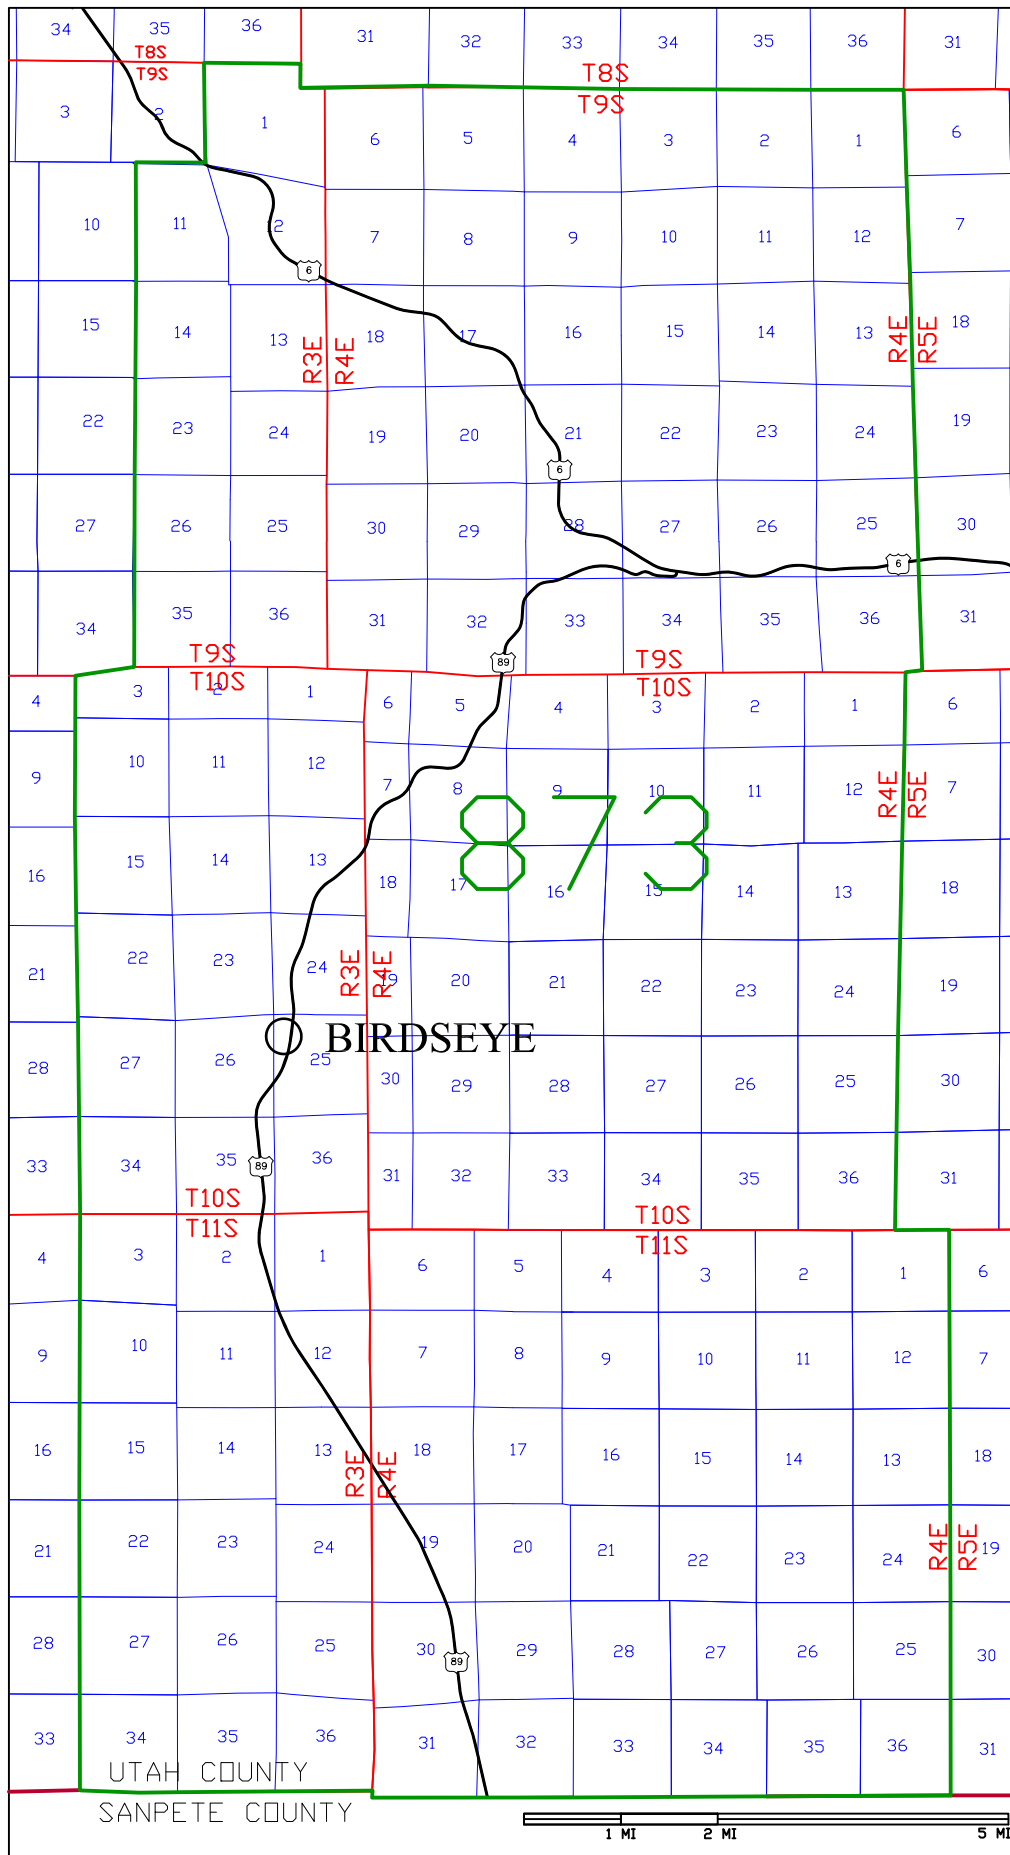 34 35 36 31 32 33 34 35 36 31
T8S T8S
T9S T9S
3 2 1 6 5 4 3 2 1 6
10 11 12 7 8 9 10 11 12 7
6
15 14 13 R3E R4E 18 17 16 15 14 13 R4E R5E 18
22 23 24 19 20 21 22 23 24 19
6
27 26 25 30 29 28 27 26 25 30
6
34 35 36 31 32 33 34 35 36 31
T9S 89 T9S
T10S T10S
4 3 2 1 6 5 4 3 2 1 6
9 10 11 12 7 8 9 10 11 12 R4E R5E 7
873
16 15 14 13 18 17 16 15 14 13 18
21 22 23 24 R3E R4E 19 20 21 22 23 24 19
BIRDSEYE
28 27 26 25 30 29 28 27 26 25 30
33 34 35 36 31 32 33 34 35 36 31
89
T10S T10S
T11S T11S
4 3 2 1 6 5 4 3 2 1 6
9 10 11 12 7 8 9 10 11 12 7
16 15 14 13 R3E R4E 18 17 16 15 14 13 18
21 22 23 24 19 20 21 22 23 24 R4E R5E 19
28 27 26 25 30 29 28 27 26 25 30
89
33 34 35 36 31 32 33 34 35 36 31
UTAH COUNTY
SANPETE COUNTY
1 MI 2 MI 5 MI